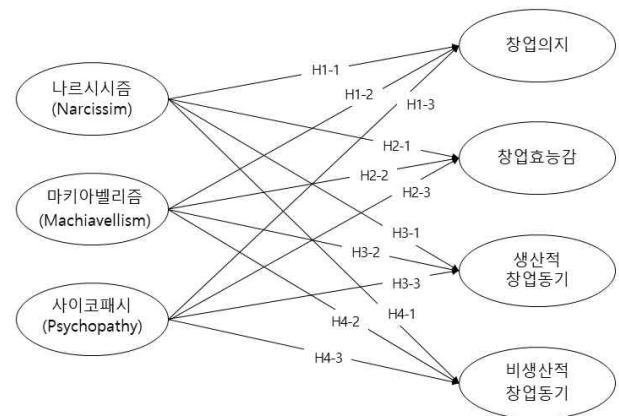 나르시시즘
(Narcissim)
마키아벨리즘
(Machiavellism)
사이코패시
(Psychopathy)
H1-1
H1-2
H1-3
H2-1
H2-2
H2-3
H3-1
H3-2
H3-3
H4-1
H4-2
H4-3
창업의지
창업효능감
생산적
창업동기
비생산적
창업동기